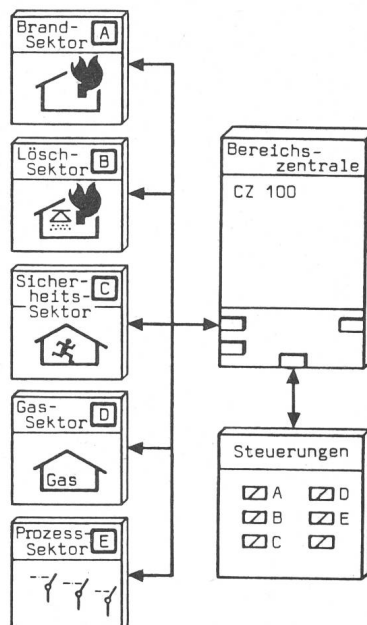 Brand-
Sektor A
Lösch-
Sektor B
Sicher-
heits- C
Sektor
Gas-
Sektor D
Gas
Prozess-
Sektor E
Bereichs-
zentrale
CZ 100
Steuerungen
A D
B E
C